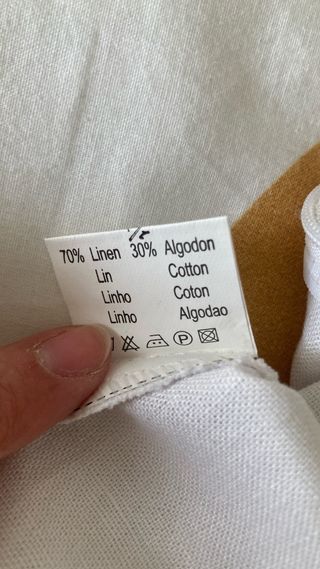 70% Linen 30% Algodon
Lin Cotton
Linho Coton
Linho Algodao
P